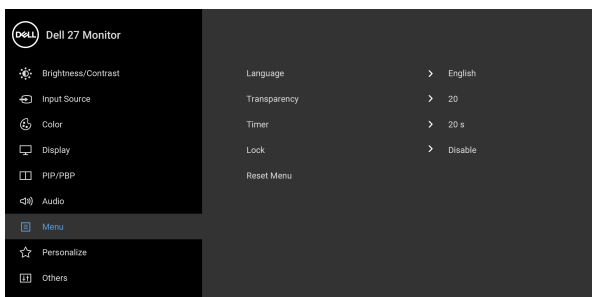 DELL Dell 27 Monitor
Brightness/Contrast
Input Source
Color
Display
PIP/PBP
Audio
Menu
Personalize
Others
Language > English
Transparency > 20
Timer > 20 s
Lock > Disable
Reset Menu